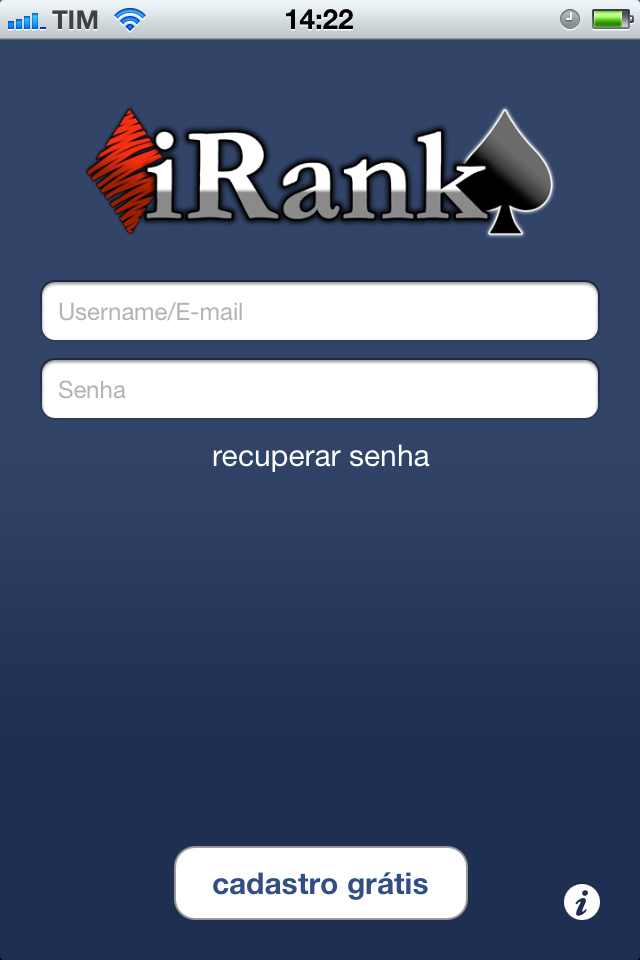 TIM 14:22
iRank
Username/E-mail
Senha
recuperar senha
cadastro grátis
i